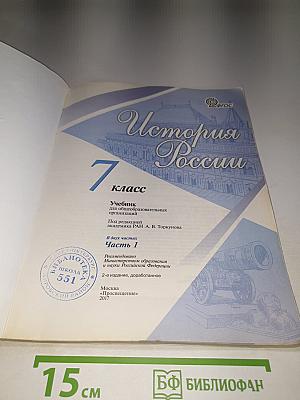 ФГОС
История
России
7 класс
Учебник
для общеобразовательных
организаций
Под редакцией
академика РАН А. В. Торкунова
В двух частях
Часть 1
Рекомендовано
Министерством образования
и науки Российской Федерации
2-е издание, доработанное
БИБЛИОТЕКА
ШКОЛА
551
Москва
«Просвещение»
2017
15 см
БФ БИБЛИОФАН